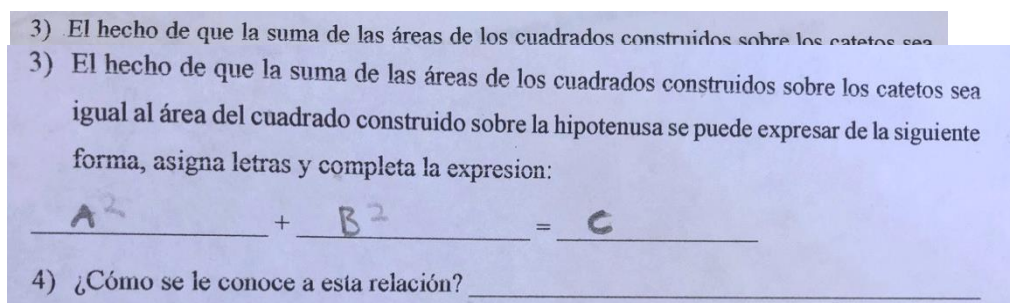 3) El hecho de que la suma de las áreas de los cuadrados construidos sobre los catetos sea
3) El hecho de que la suma de las áreas de los cuadrados construidos sobre los catetos sea
igual al área del cuadrado construido sobre la hipotenusa se puede expresar de la siguiente
forma, asigna letras y completa la expresion:
A² + B² = C
4) ¿Cómo se le conoce a esta relación?